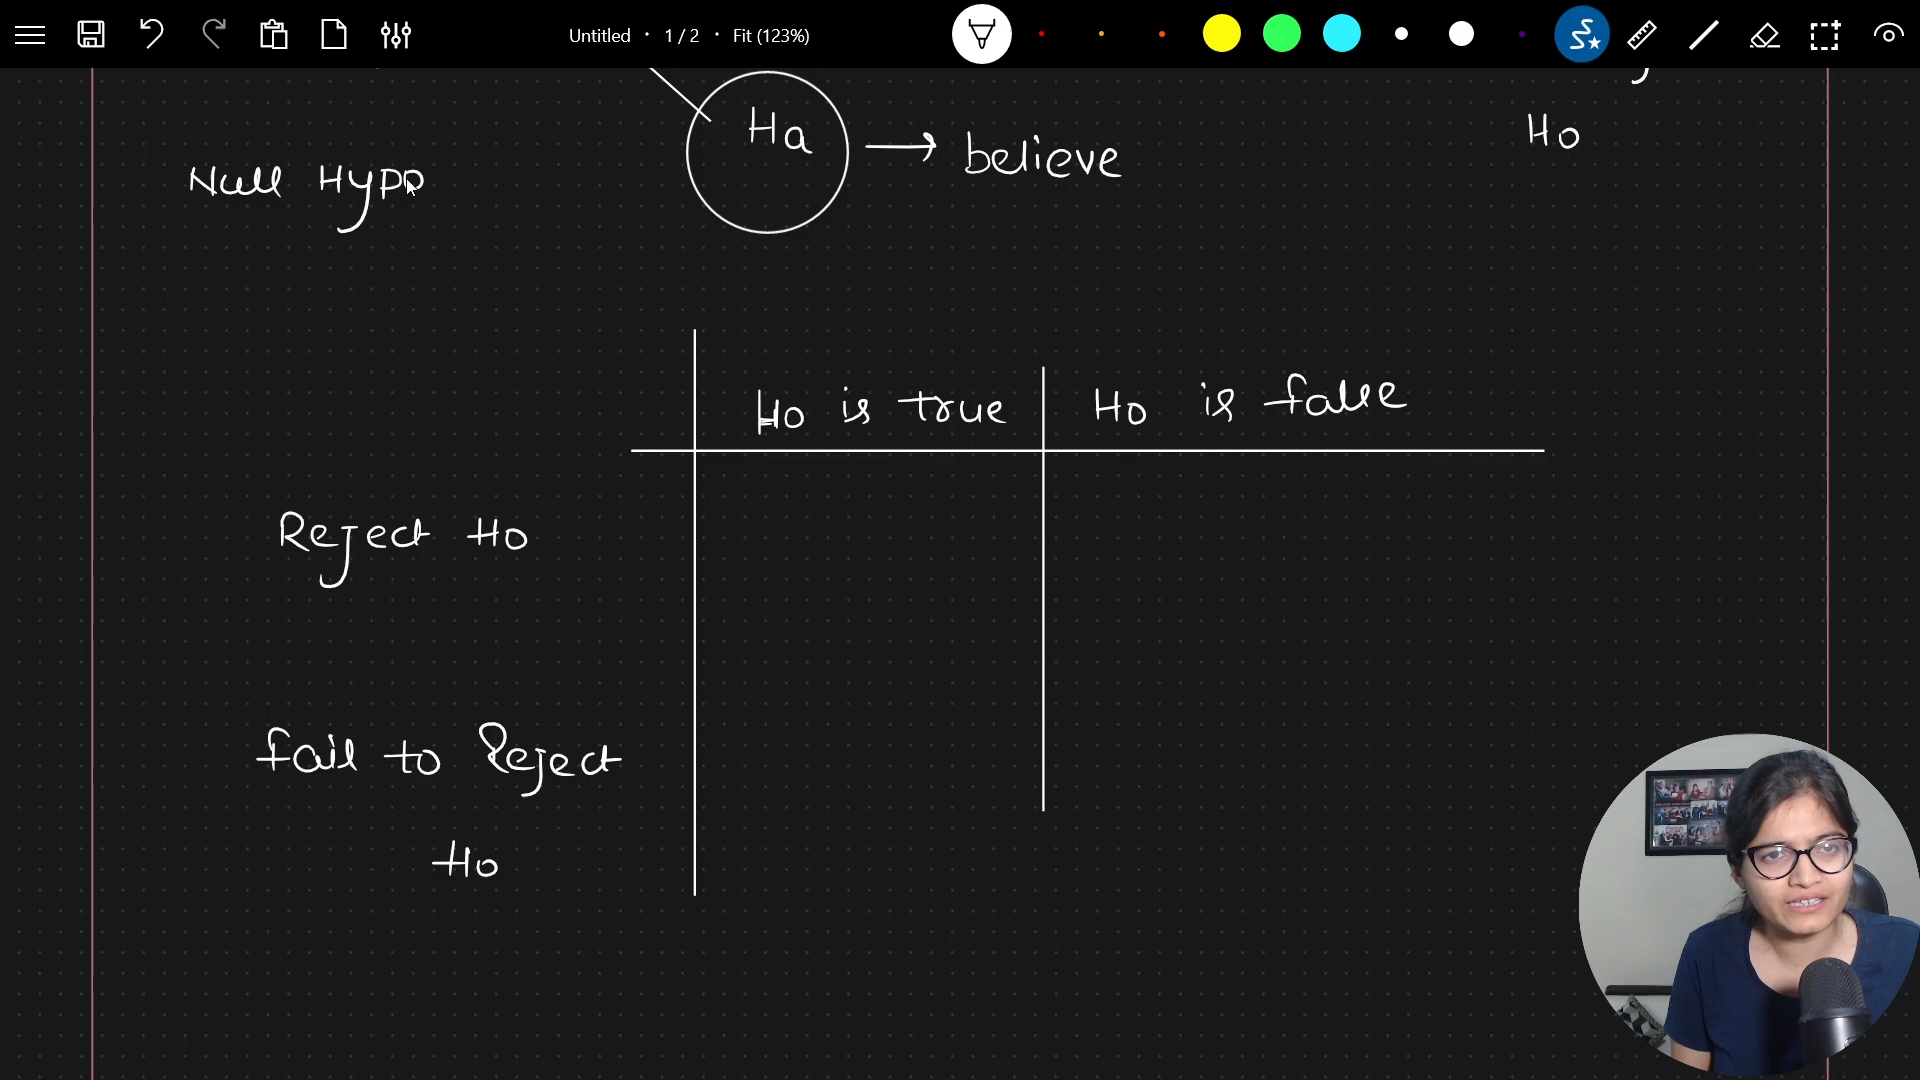 Untitled • 1 / 2 • Fit (123%)
Ha → believe
Ho
Null Hypo
Ho is true
Ho is false
Reject Ho
fail to Reject
Ho